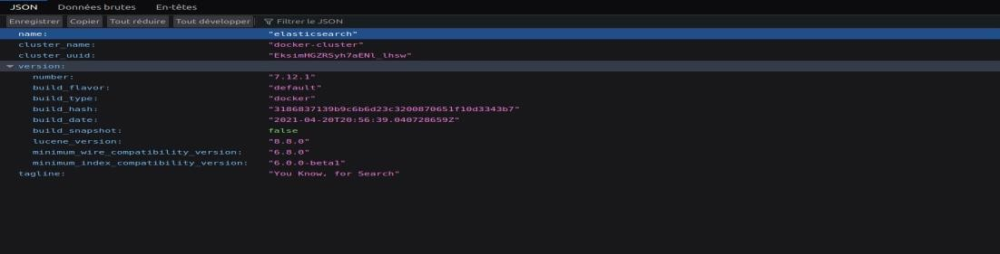 JSON Données brutes En-têtes
Enregistrer Copier Tout réduire Tout développer Filtrer le JSON
name: "elasticsearch"
cluster_name: "docker-cluster"
cluster_uuid: "EksimHGZRSyh7aENl_lhsw"
version:
number: "7.12.1"
build_flavor: "default"
build_type: "docker"
build_hash: "3186837139b9c6b6d23c3200870651f10d3343b7"
build_date: "2021-04-20T20:56:39.040728659Z"
build_snapshot: false
lucene_version: "8.8.0"
minimum_wire_compatibility_version: "6.8.0"
minimum_index_compatibility_version: "6.0.0-beta1"
tagline: "You Know, for Search"